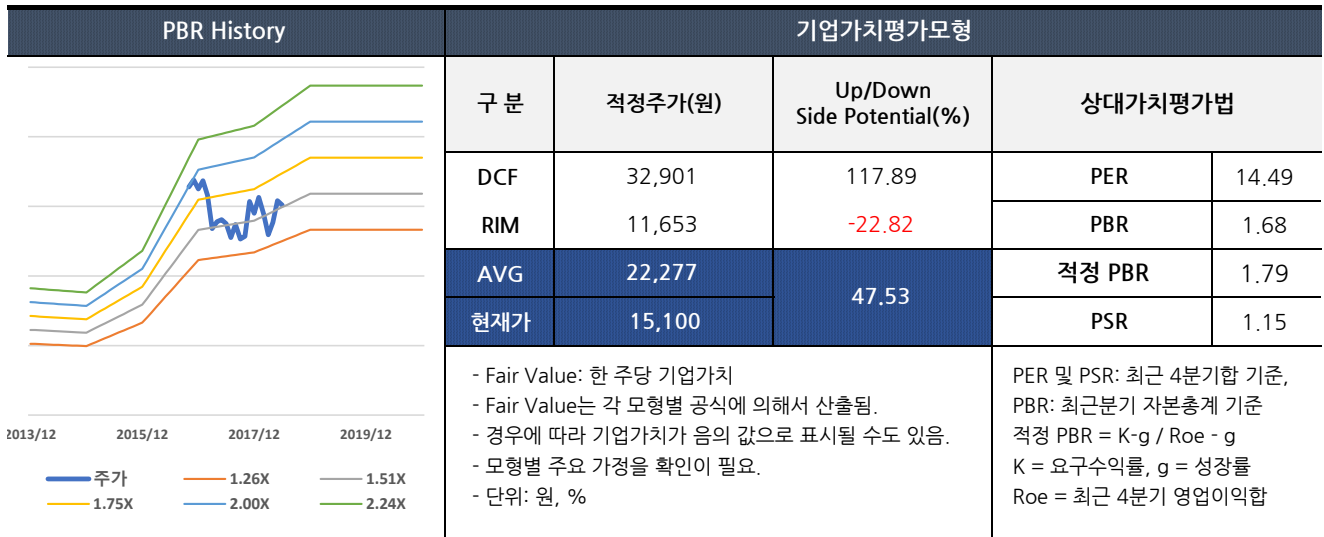 PBR History
기업가치평가모형
구 분 적정주가(원) Up/Down
Side Potential(%) 상대가치평가법
DCF 32,901 117.89 PER 14.49
RIM 11,653 -22.82 PBR 1.68
AVG 22,277 47.53 적정 PBR 1.79
현재가 15,100 PSR 1.15
2013/12 2015/12 2017/12 2019/12
주가 1.26X 1.51X
1.75X 2.00X 2.24X
- Fair Value: 한 주당 기업가치
- Fair Value는 각 모형별 공식에 의해서 산출됨.
- 경우에 따라 기업가치가 음의 값으로 표시될 수도 있음.
- 모형별 주요 가정을 확인이 필요.
- 단위: 원, %
PER 및 PSR: 최근 4분기합 기준,
PBR: 최근분기 자본총계 기준
적정 PBR = K-g / Roe - g
K = 요구수익률, g = 성장률
Roe = 최근 4분기 영업이익합